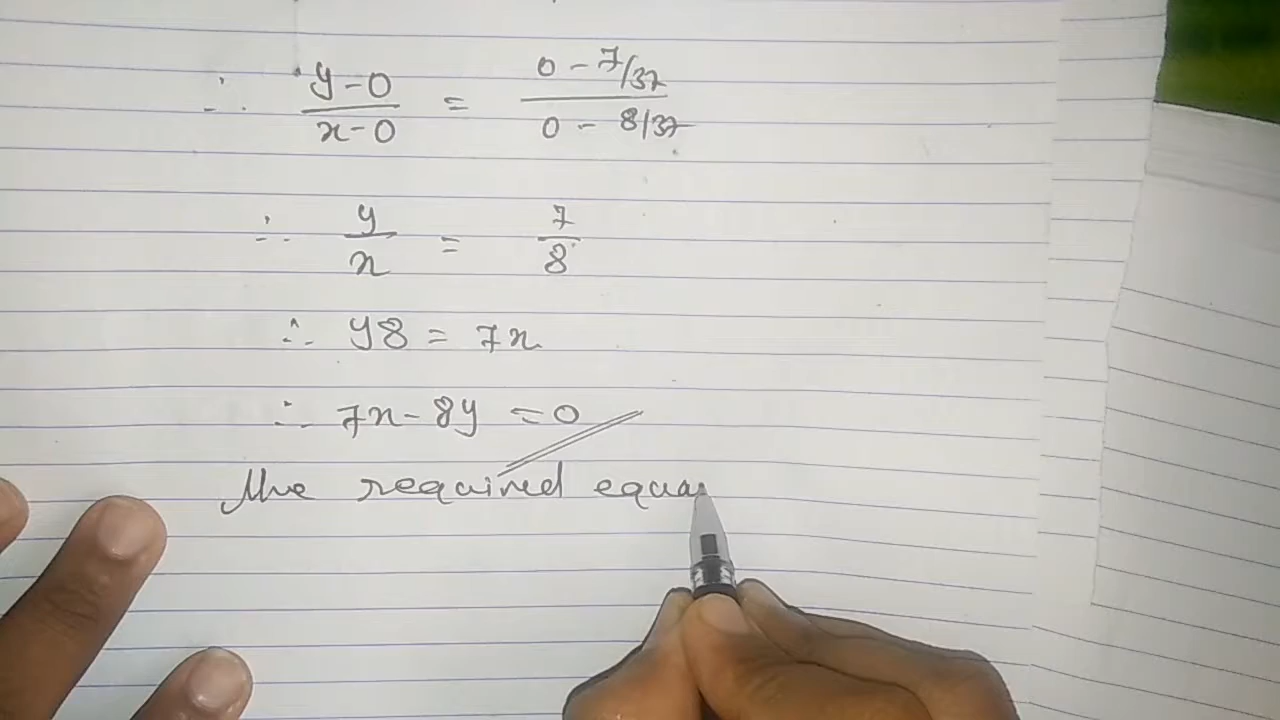 ∴ y-0 / x-0 = 0 - 7/37 / 0 - 8/37
∴ y/x = 7/8
∴ y8 = 7x
∴ 7x - 8y = 0
The required equa